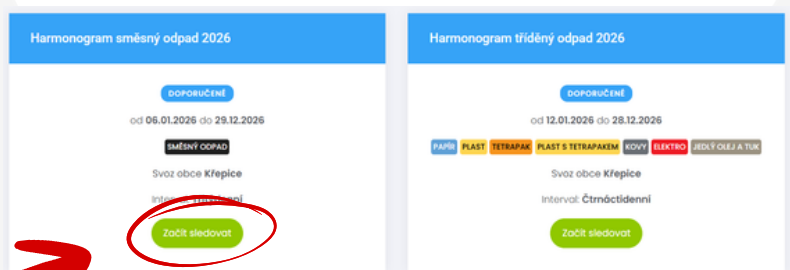 Harmonogram směsný odpad 2026
DOPORUČENÉ
od 06.01.2026 do 29.12.2026
SMĚSNÝ ODPAD
Svoz obce Křepice
Začít sledovat
Harmonogram tříděný odpad 2026
DOPORUČENÉ
od 12.01.2026 do 28.12.2026
PAPÍR PLAST TETRAPAK PLAST S TETRAPAKEM KOVY ELEKTRO JEDLÝ OLEJ A TUK
Svoz obce Křepice
Interval: Čtrnáctidenní
Začít sledovat